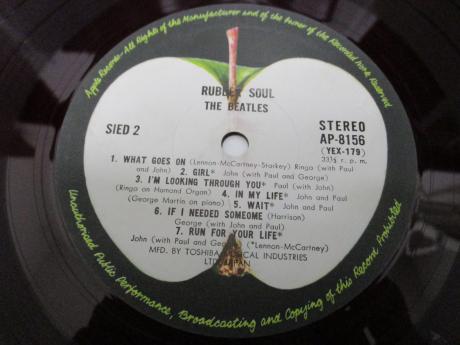 Apple Records—All Rights of the Manufacturer and of the Owner of the Recorded Work Reserved
RUBBER SOUL
THE BEATLES
SIED 2
STEREO
AP-8156
(YEX-179)
33⅓ r. p. m.
1. WHAT GOES ON (Lennon-McCartney-Starkey) Ringo (with Paul
and John) 2. GIRL* John (with Paul and George)
3. I'M LOOKING THROUGH YOU* Paul (with John)
(Ringo on Hamond Organ) 4. IN MY LIFE* John and Paul
(George Martin on piano) 5. WAIT* John and Paul
6. IF I NEEDED SOMEONE (Harrison)
George (with John and Paul)
7. RUN FOR YOUR LIFE*
John (with Paul and George) (*Lennon-McCartney)
MFD. BY TOSHIBA MUSICAL INDUSTRIES
LTD. JAPAN
Unauthorised Public Performance, Broadcasting and Copying of this Record Prohibited